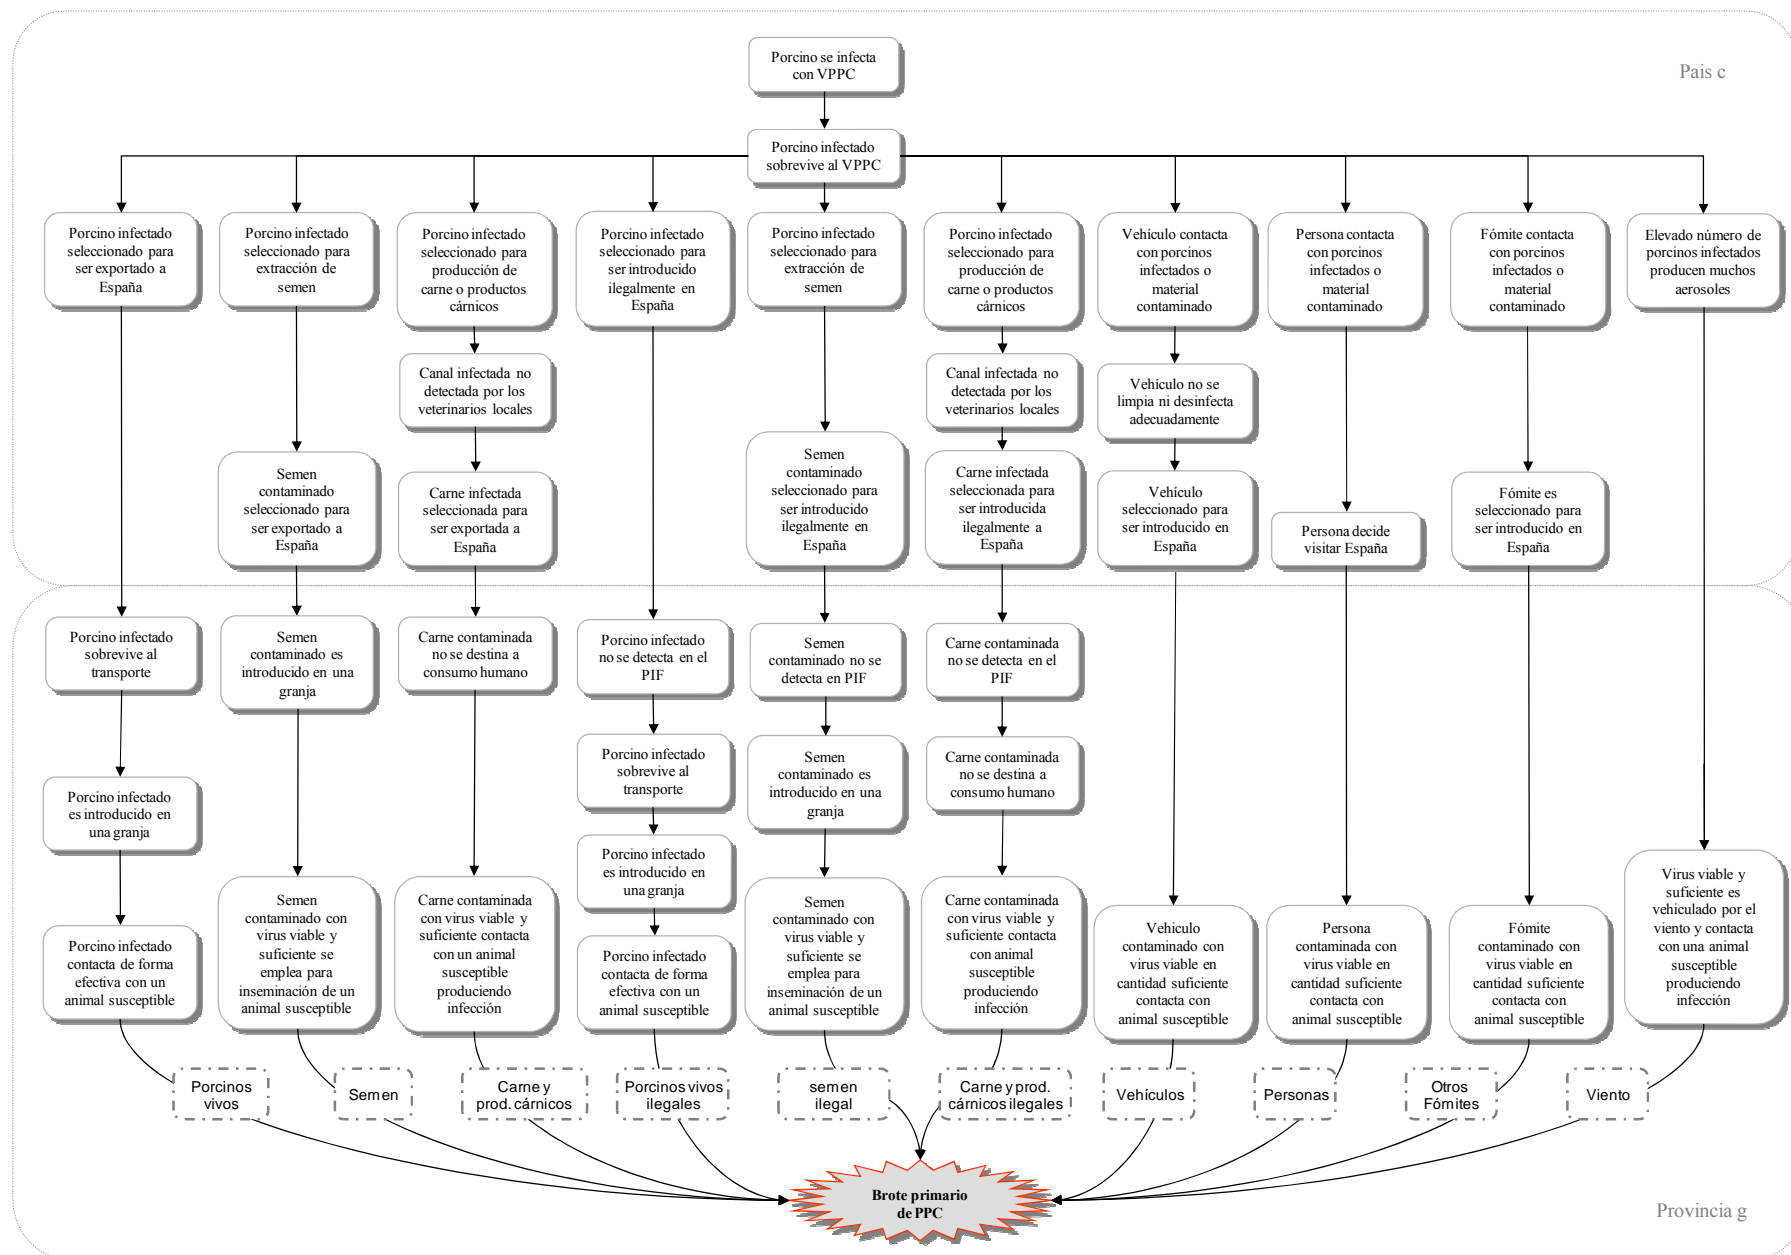 Porcino se infecta
con VPPC
Pais c
Porcino infectado
sobrevive al VPPC
Porcino infectado
seleccionado para
ser exportado a
España
Porcino infectado
seleccionado para
extracción de
semen
Porcino infectado
seleccionado para
producción de
carne o productos
cárnicos
Porcino infectado
seleccionado para
ser introducido
ilegalmente en
España
Porcino infectado
seleccionado para
extracción de
semen
Porcino infectado
seleccionado para
producción de
carne o productos
cárnicos
Vehículo contacta
con porcinos
infectados o
material
contaminado
Persona contacta
con porcinos
infectados o
material
contaminado
Fómite contacta
con porcinos
infectados o
material
contaminado
Elevado número de
porcinos infectados
producen muchos
aerosoles
Canal infectada no
detectada por los
veterinarios locales
Canal infectada no
detectada por los
veterinarios locales
Vehículo no se
limpia ni desinfecta
adecuadamente
Semen
contaminado
seleccionado para
ser exportado a
España
Carne infectada
seleccionada para
ser exportada a
España
Semen
contaminado
seleccionado para
ser introducido
ilegalmente en
España
Carne infectada
seleccionada para
ser introducida
ilegalmente a
España
Vehículo
seleccionado para
ser introducido en
España
Persona decide
visitar España
Fómite es
seleccionado para
ser introducido en
España
Porcino infectado
sobrevive al
transporte
Semen
contaminado es
introducido en una
granja
Carne contaminada
no se destina a
consumo humano
Porcino infectado
no se detecta en el
PIF
Semen
contaminado no se
detecta en PIF
Carne contaminada
no se detecta en el
PIF
Porcino infectado
sobrevive al
transporte
Semen
contaminado es
introducido en una
granja
Carne contaminada
no se destina a
consumo humano
Porcino infectado
es introducido en
una granja
Porcino infectado
es introducido en
una granja
Porcino infectado
contacta de forma
efectiva con un
animal susceptible
Semen
contaminado con
virus viable y
suficiente se
emplea para
inseminación de un
animal susceptible
Carne contaminada
con virus viable y
suficiente contacta
con un animal
susceptible
produciendo
infección
Porcino infectado
contacta de forma
efectiva con un
animal susceptible
Semen
contaminado con
virus viable y
suficiente se
emplea para
inseminación de un
animal susceptible
Carne contaminada
con virus viable y
suficiente contacta
con animal
susceptible
produciendo
infección
Vehiculo
contaminado con
virus viable en
cantidad suficiente
contacta con
animal susceptible
Persona
contaminada con
virus viable en
cantidad suficiente
contacta con
animal susceptible
Fómite
contaminado con
virus viable en
cantidad suficiente
contacta con
animal susceptible
Virus viable y
suficiente es
vehiculado por el
viento y contacta
con una animal
susceptible
produciendo
infección
Porcinos
vivos
Semen
Carne y
prod. cárnicos
Porcinos vivos
ilegales
semen
ilegal
Carne y prod.
cárnicos ilegales
Vehículos
Personas
Otros
Fómites
Viento
Brote primario
de PPC
Provincia g